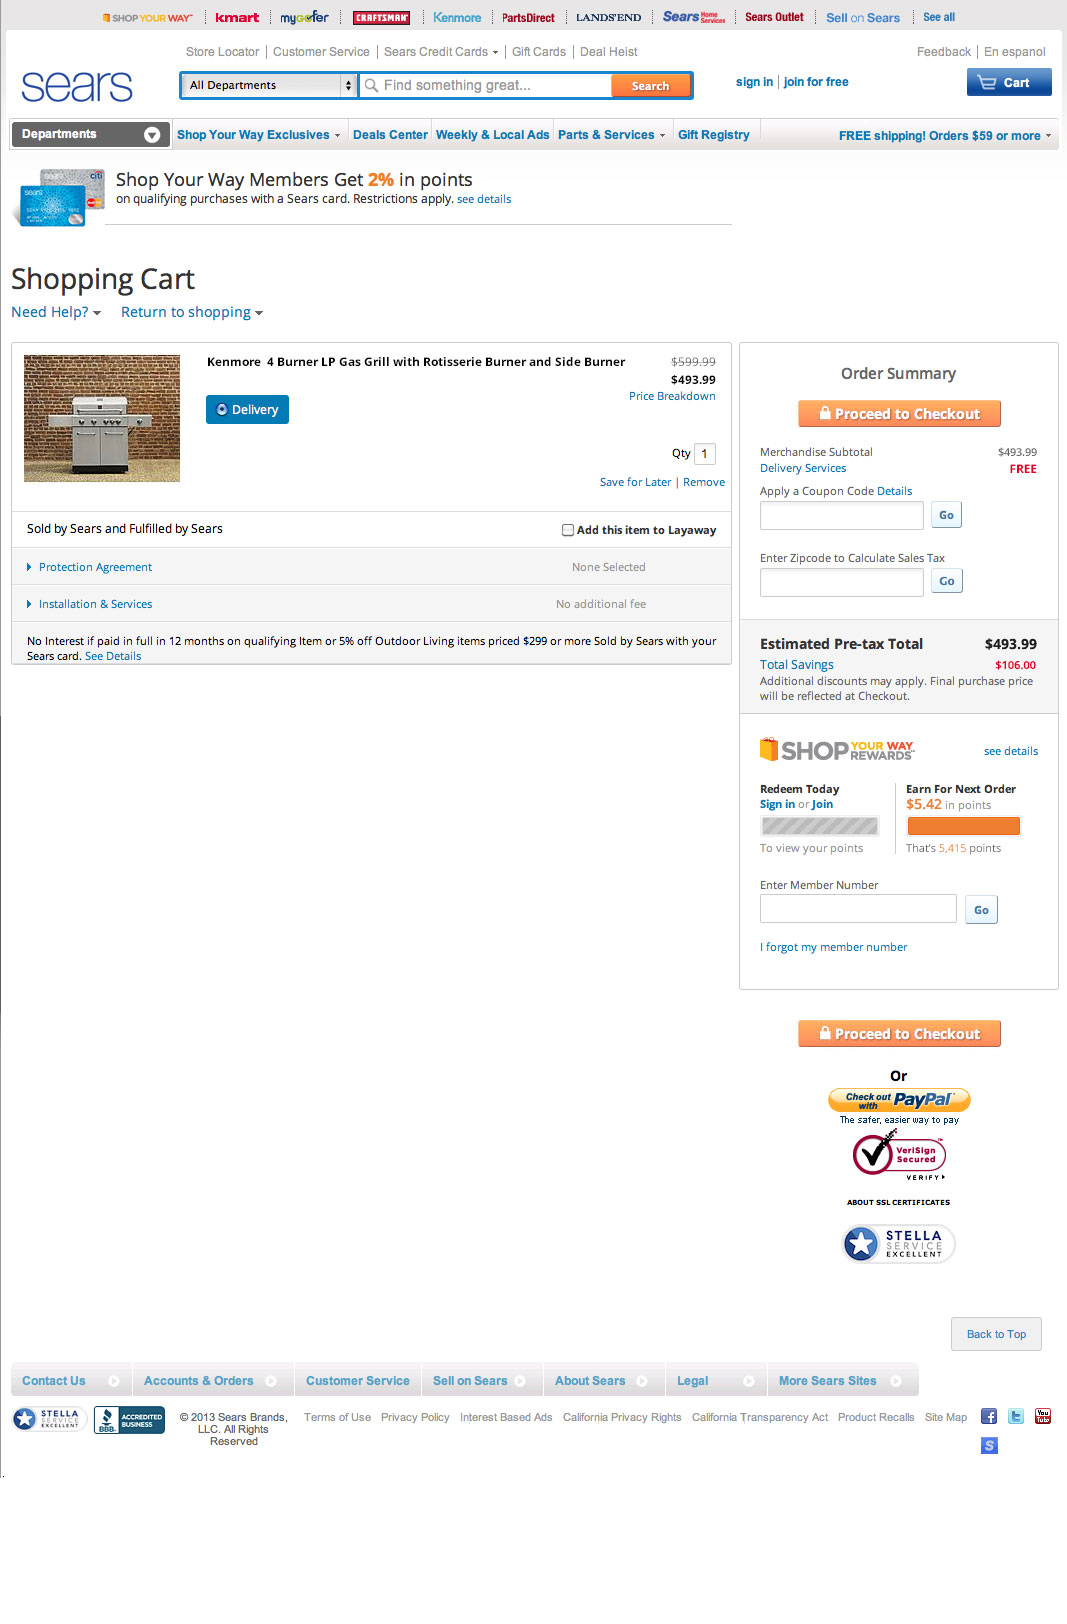 SHOP YOUR WAY kmart mygofer CRAFTSMAN Kenmore PartsDirect LANDS'END Sears Home Services Sears Outlet Sell on Sears See all
Store Locator Customer Service Sears Credit Cards Gift Cards Deal Heist Feedback En espanol
sears All Departments Find something great... Search sign in join for free Cart
Departments Shop Your Way Exclusives Deals Center Weekly & Local Ads Parts & Services Gift Registry FREE shipping! Orders $59 or more
citi
sears
Shop Your Way Members Get 2% in points
on qualifying purchases with a Sears card. Restrictions apply. see details
Shopping Cart
Need Help? Return to shopping
Kenmore 4 Burner LP Gas Grill with Rotisserie Burner and Side Burner $599.99
$493.99
Price Breakdown
Delivery
Qty 1
Save for Later | Remove
Sold by Sears and Fulfilled by Sears Add this item to Layaway
Protection Agreement None Selected
Installation & Services No additional fee
No Interest if paid in full in 12 months on qualifying Item or 5% off Outdoor Living items priced $299 or more Sold by Sears with your
Sears card. See Details
Order Summary
Proceed to Checkout
Merchandise Subtotal $493.99
Delivery Services FREE
Apply a Coupon Code Details
Go
Enter Zipcode to Calculate Sales Tax
Go
Estimated Pre-tax Total $493.99
Total Savings $106.00
Additional discounts may apply. Final purchase price
will be reflected at Checkout.
SHOP YOUR WAY REWARDS see details
Redeem Today
Sign in or Join
To view your points
Earn For Next Order
$5.42 in points
That's 5,415 points
Enter Member Number
Go
I forgot my member number
Proceed to Checkout
Or
Check out with PayPal
The safer, easier way to pay
VeriSign Secured
VERIFY
ABOUT SSL CERTIFICATES
STELLA
SERVICE
EXCELLENT
Back to Top
Contact Us Accounts & Orders Customer Service Sell on Sears About Sears Legal More Sears Sites
STELLA SERVICE EXCELLENT
BBB ACCREDITED BUSINESS
© 2013 Sears Brands,
LLC. All Rights
Reserved
Terms of Use Privacy Policy Interest Based Ads California Privacy Rights California Transparency Act Product Recalls Site Map
You Tube